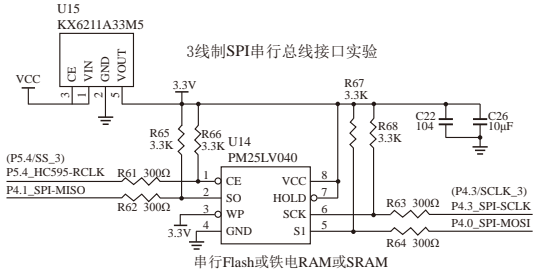 U15
KX6211A33M5
3线制SPI串行总线接口实验
CE
VIN
GND
VOUT
VCC
3 1 2 5
3.3V
R67
3.3K
R65
3.3K
R66
3.3K
R68
3.3K
C22
104
C26
10μF
U14
PM25LV040
(P5.4/SS_3)
P5.4_HC595-RCLK
R61 300Ω
1 CE
VCC 8
P4.1_SPI-MISO
R62 300Ω
2 SO
HOLD 7
3 WP
SCK 6
3.3V
4 GND
S1 5
(P4.3/SCLK_3)
R63 300Ω
P4.3_SPI-SCLK
P4.0_SPI-MOSI
R64 300Ω
串行Flash或铁电RAM或SRAM